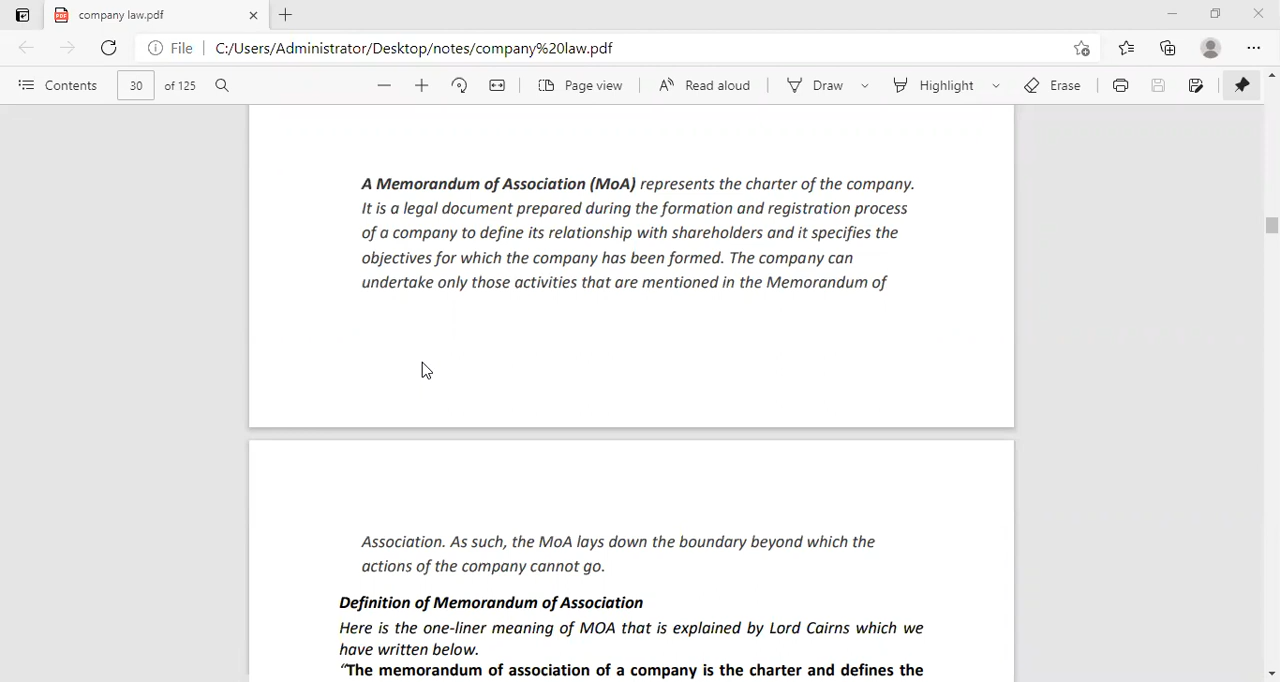 company law.pdf
File
C:/Users/Administrator/Desktop/notes/company%20law.pdf
Contents
30
of 125
Page view
Read aloud
Draw
Highlight
Erase
A Memorandum of Association (MoA) represents the charter of the company.
It is a legal document prepared during the formation and registration process
of a company to define its relationship with shareholders and it specifies the
objectives for which the company has been formed. The company can
undertake only those activities that are mentioned in the Memorandum of
Association. As such, the MoA lays down the boundary beyond which the
actions of the company cannot go.
Definition of Memorandum of Association
Here is the one-liner meaning of MOA that is explained by Lord Cairns which we
have written below.
“The memorandum of association of a company is the charter and defines the